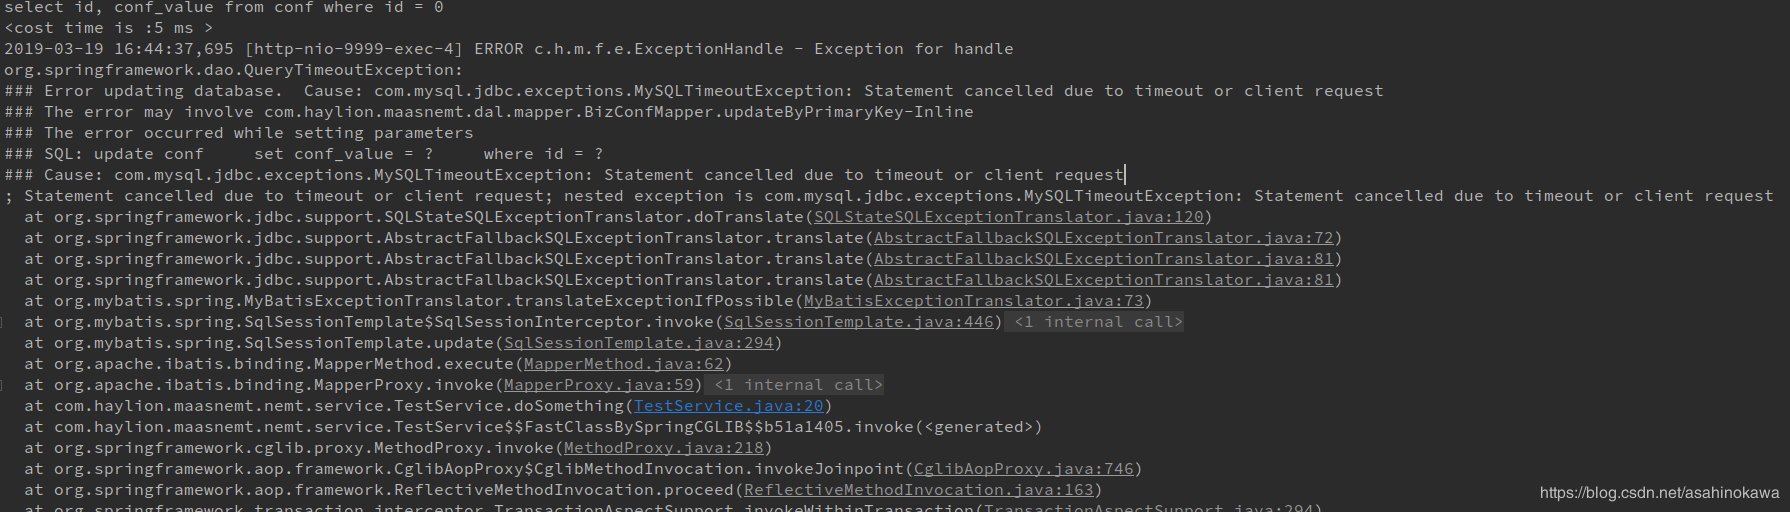 select id, conf_value from conf where id = 0
<cost time is :5 ms >
2019-03-19 16:44:37,695 [http-nio-9999-exec-4] ERROR c.h.m.f.e.ExceptionHandle - Exception for handle
org.springframework.dao.QueryTimeoutException:
### Error updating database.  Cause: com.mysql.jdbc.exceptions.MySQLTimeoutException: Statement cancelled due to timeout or client request
### The error may involve com.haylion.maasnemt.dal.mapper.BizConfMapper.updateByPrimaryKey-Inline
### The error occurred while setting parameters
### SQL: update conf     set conf_value = ?     where id = ?
### Cause: com.mysql.jdbc.exceptions.MySQLTimeoutException: Statement cancelled due to timeout or client request
; Statement cancelled due to timeout or client request; nested exception is com.mysql.jdbc.exceptions.MySQLTimeoutException: Statement cancelled due to timeout or client request
at org.springframework.jdbc.support.SQLStateSQLExceptionTranslator.doTranslate(SQLStateSQLExceptionTranslator.java:120)
at org.springframework.jdbc.support.AbstractFallbackSQLExceptionTranslator.translate(AbstractFallbackSQLExceptionTranslator.java:72)
at org.springframework.jdbc.support.AbstractFallbackSQLExceptionTranslator.translate(AbstractFallbackSQLExceptionTranslator.java:81)
at org.springframework.jdbc.support.AbstractFallbackSQLExceptionTranslator.translate(AbstractFallbackSQLExceptionTranslator.java:81)
at org.mybatis.spring.MyBatisExceptionTranslator.translateExceptionIfPossible(MyBatisExceptionTranslator.java:73)
at org.mybatis.spring.SqlSessionTemplate$SqlSessionInterceptor.invoke(SqlSessionTemplate.java:446) <1 internal call>
at org.mybatis.spring.SqlSessionTemplate.update(SqlSessionTemplate.java:294)
at org.apache.ibatis.binding.MapperMethod.execute(MapperMethod.java:62)
at org.apache.ibatis.binding.MapperProxy.invoke(MapperProxy.java:59) <1 internal call>
at com.haylion.maasnemt.nemt.service.TestService.doSomething(TestService.java:20)
at com.haylion.maasnemt.nemt.service.TestService$$FastClassBySpringCGLIB$$b51a1405.invoke(<generated>)
at org.springframework.cglib.proxy.MethodProxy.invoke(MethodProxy.java:218)
at org.springframework.aop.framework.CglibAopProxy$CglibMethodInvocation.invokeJoinpoint(CglibAopProxy.java:746)
at org.springframework.aop.framework.ReflectiveMethodInvocation.proceed(ReflectiveMethodInvocation.java:163)
at org.springframework.transaction.interceptor.TransactionAspectSupport.invokeWithinTransaction(TransactionAspectSupport.java:294)
https://blog.csdn.net/asahinokawa